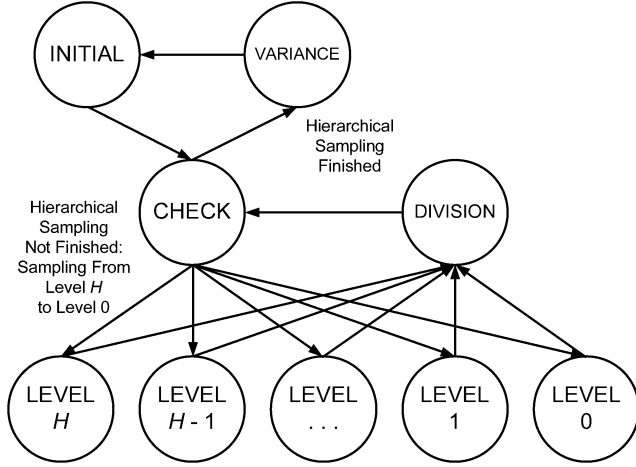 INITIAL
VARIANCE
Hierarchical
Sampling
Finished
CHECK
DIVISION
Hierarchical
Sampling
Not Finished:
Sampling From
Level H
to Level 0
LEVEL
H
LEVEL
H - 1
LEVEL
. . .
LEVEL
1
LEVEL
0